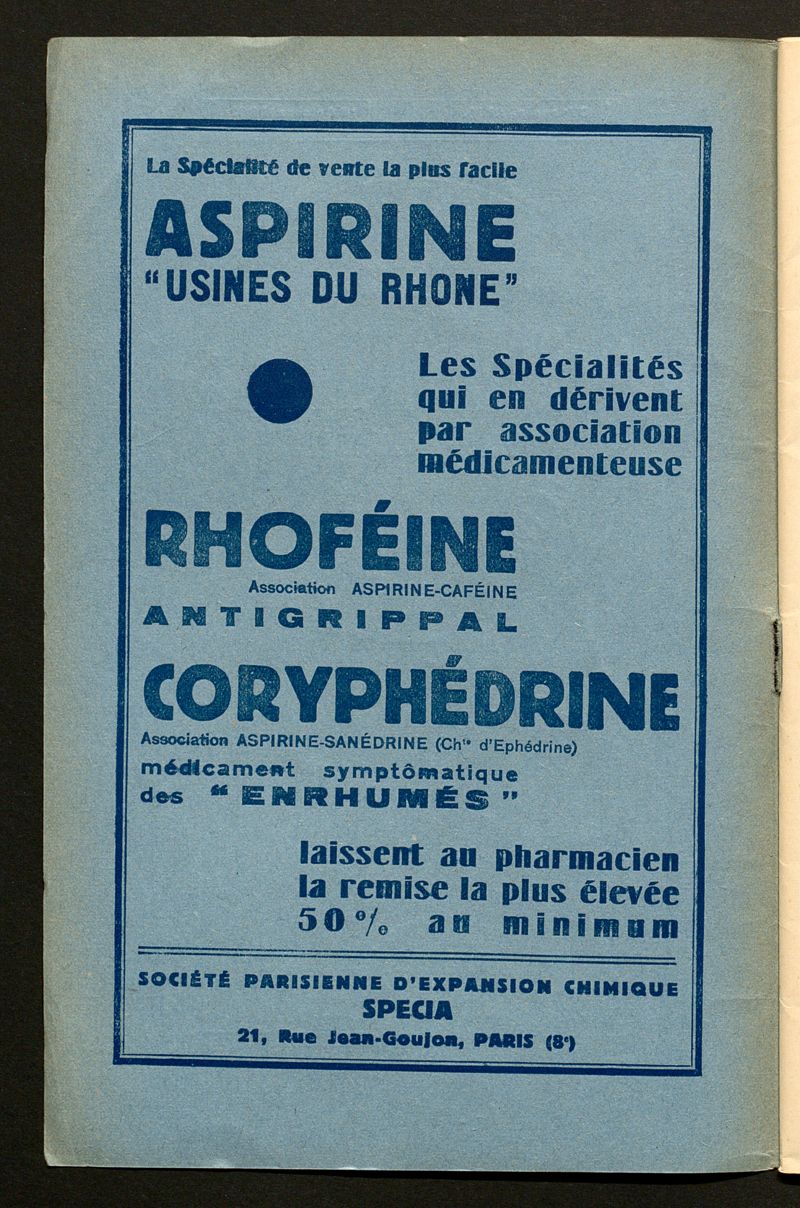 La Spécialité de vente la plus facile
ASPIRINE
“USINES DU RHONE”
Les Spécialités
qui en dérivent
par association
médicamenteuse
RHOFÉINE
Association ASPIRINE-CAFÉINE
ANTIGRIPPAL
CORYPHÉDRINE
Association ASPIRINE-SANÉDRINE (Chte d'Ephédrine)
médicament symptômatique
des “ENRHUMÉS”
laissent au pharmacien
la remise la plus élevée
50 % au minimum
SOCIÉTÉ PARISIENNE D'EXPANSION CHIMIQUE
SPECIA
21, Rue Jean-Goujon, PARIS (8e)